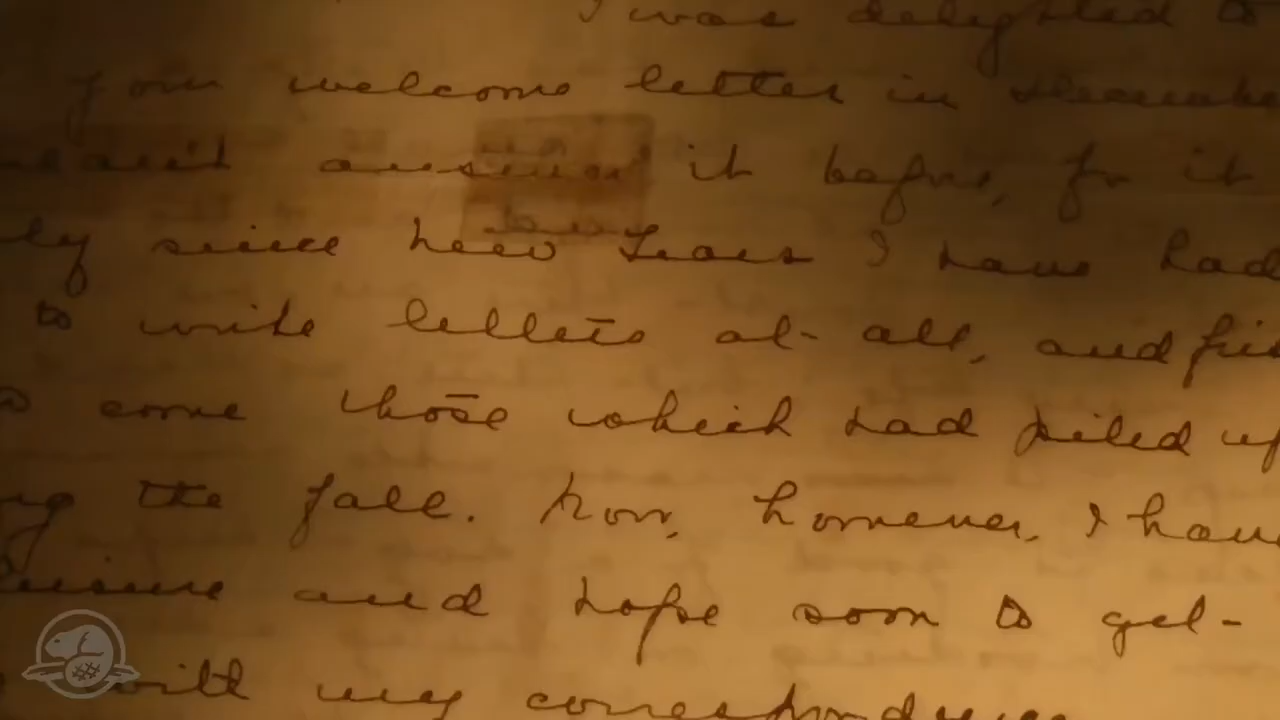 I was delighted to
your welcome letter in
answer it before, for it
since New Years I have had
to write letters at all, and
come those which had piled up
the fall. Now, however, I have
leisure and hope soon to get
with my correspondence